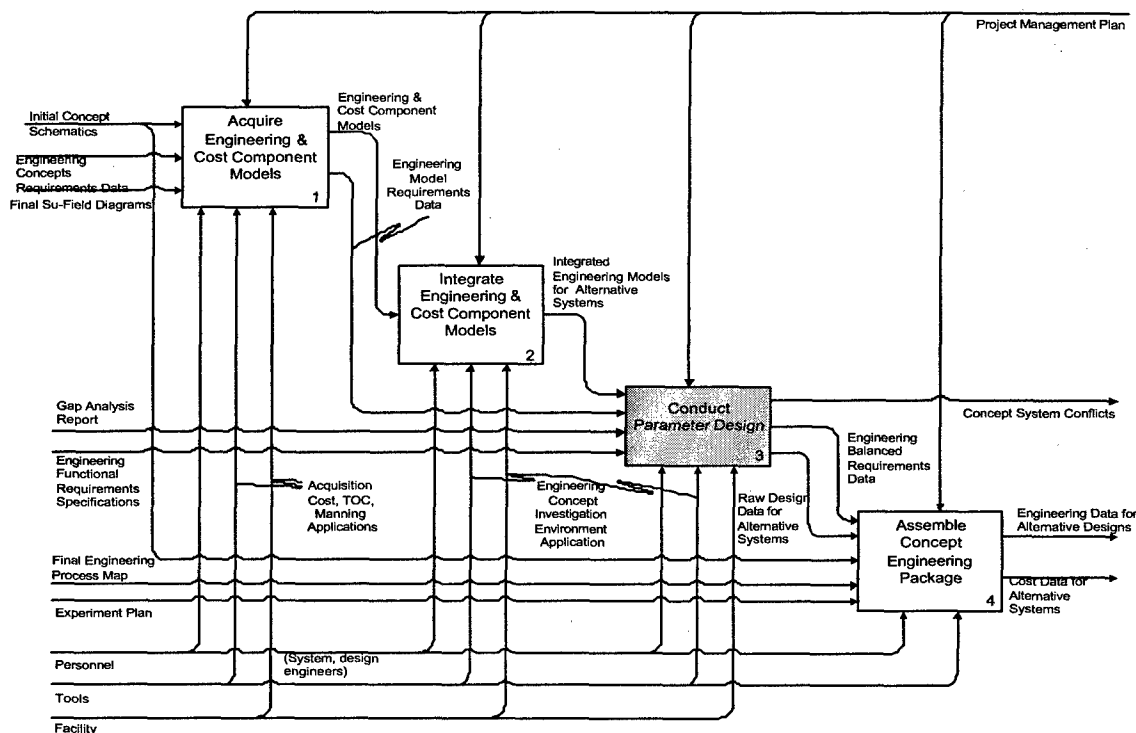 Project Management Plan
Initial Concept
Schematics
Engineering
Concepts
Requirements Data
Final Su-Field Diagrams
Acquire
Engineering &
Cost Component
Models
1
Engineering &
Cost Component
Models
Engineering
Model
Requirements
Data
Integrate
Engineering &
Cost Component
Models
2
Integrated
Engineering Models
for Alternative
Systems
Gap Analysis
Report
Engineering
Functional
Requirements
Specifications
Acquisition
Cost, TOC,
Manning
Applications
Engineering
Concept
Investigation
Environment
Application
Conduct
Parameter Design
3
Concept System Conflicts
Engineering
Balanced
Requirements
Data
Raw Design
Data for
Alternative
Systems
Assemble
Concept
Engineering
Package
4
Engineering Data for
Alternative Designs
Cost Data for
Alternative
Systems
Final Engineering
Process Map
Experiment Plan
Personnel
(System, design
engineers)
Tools
Facility